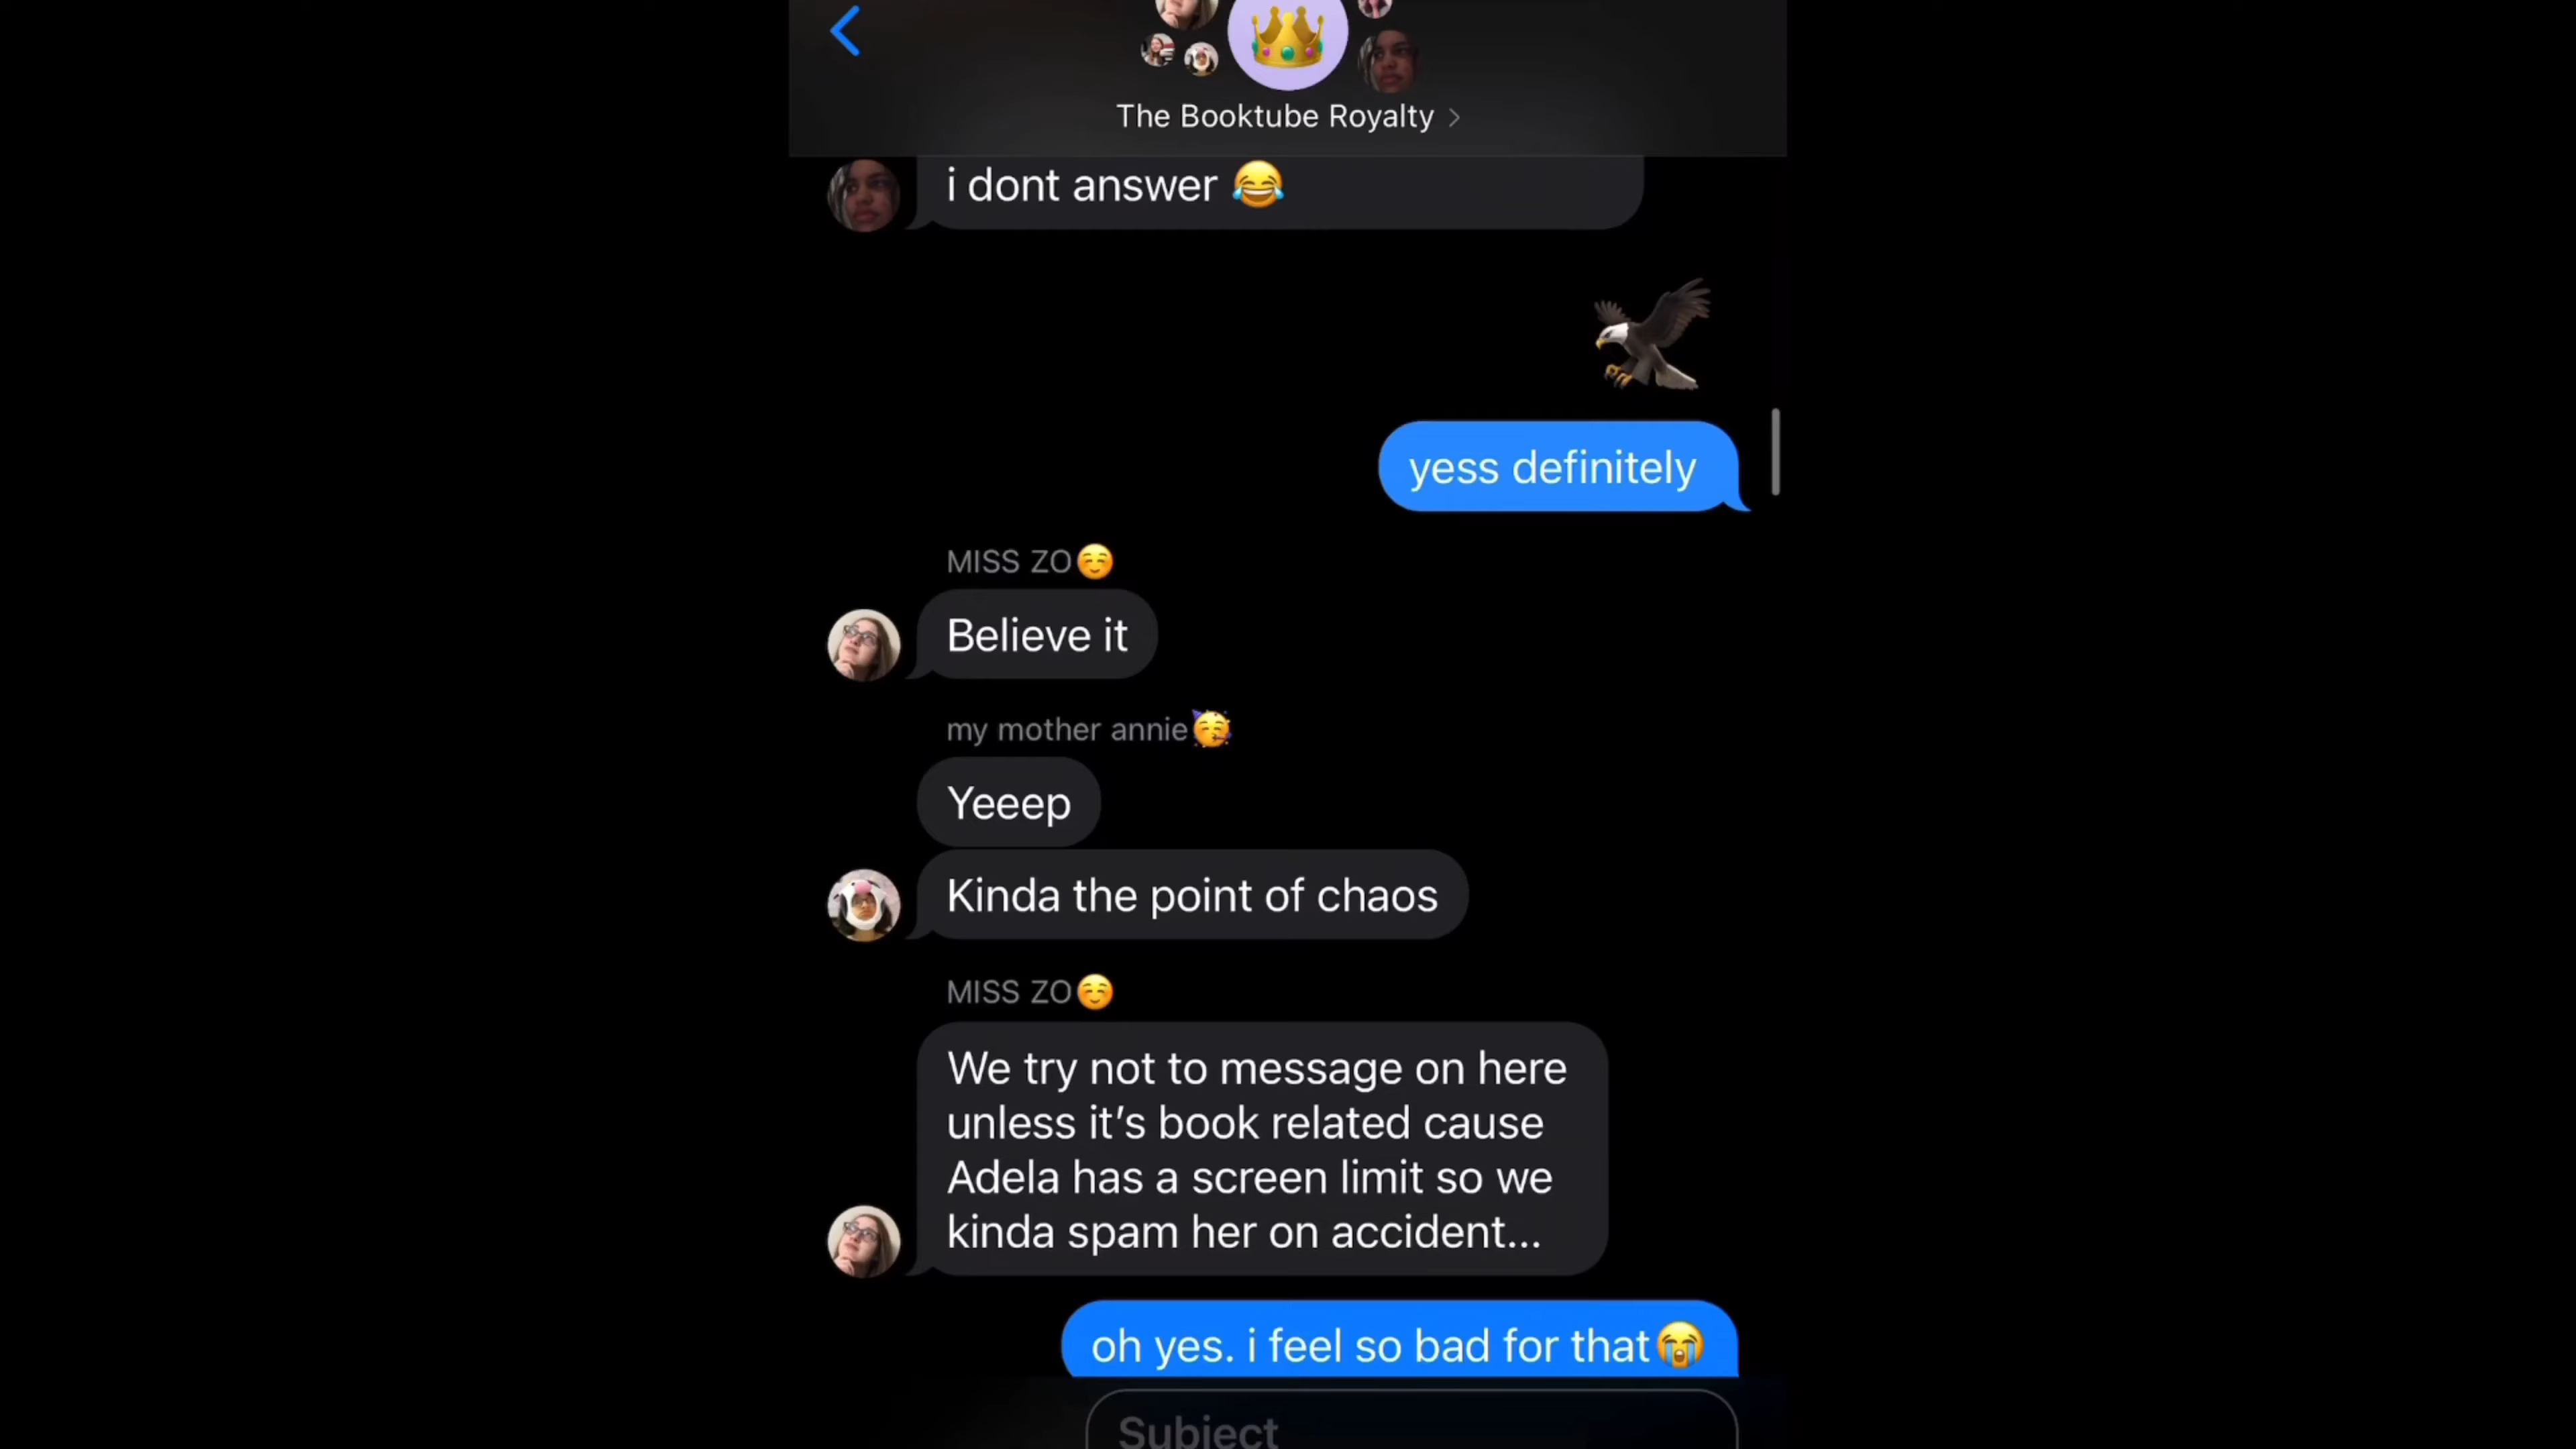 The Booktube Royalty >
i dont answer 😂
🦅
yess definitely
MISS ZO☺️
Believe it
my mother annie🥳
Yeeep
Kinda the point of chaos
MISS ZO☺️
We try not to message on here
unless it’s book related cause
Adela has a screen limit so we
kinda spam her on accident...
oh yes. i feel so bad for that😭
Subject